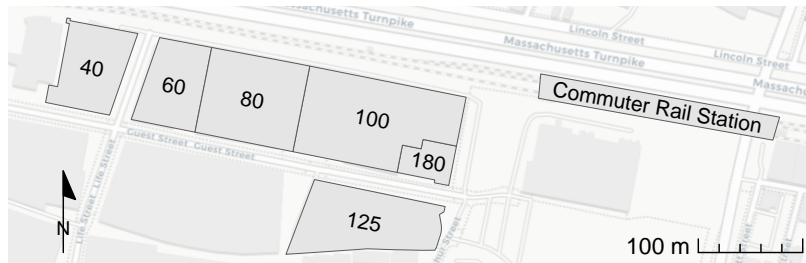 Massachusetts Turnpike
Lincoln Street
Massachusetts Turnpike
Lincoln Street
40
60
80
100
Commuter Rail Station
Guest Street Guest Street
180
Life Street Life Street
125
N
100 m